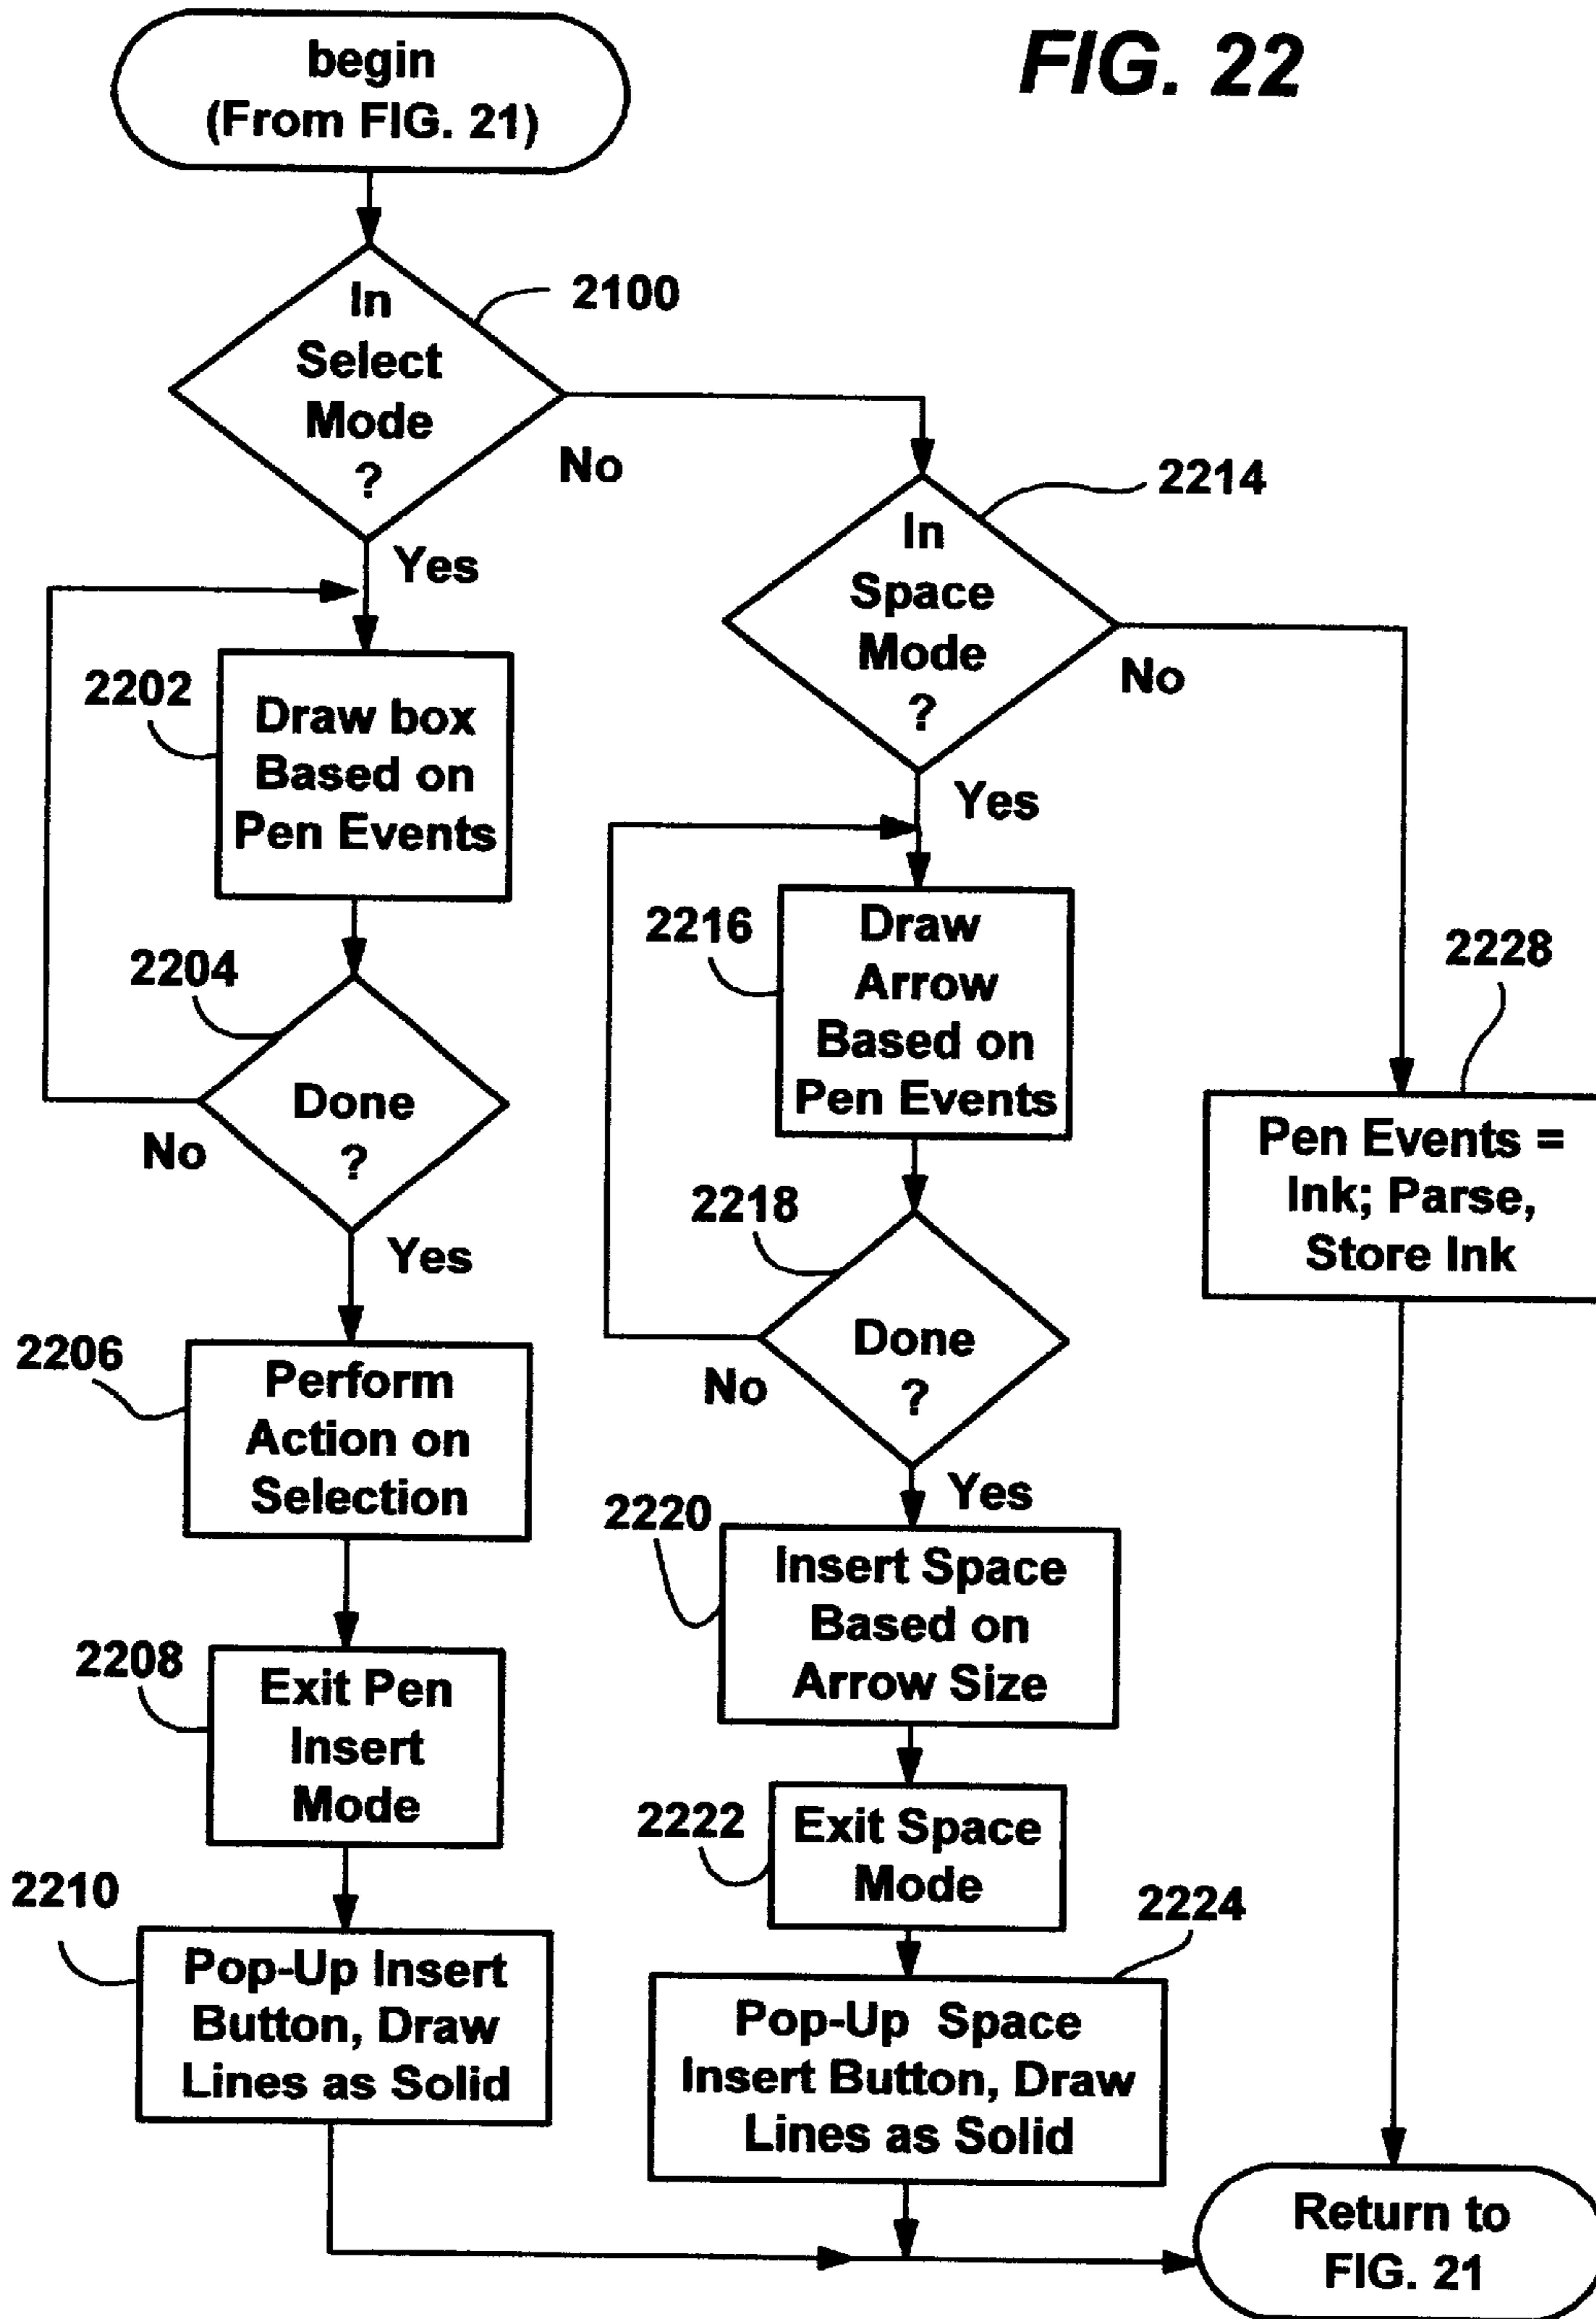 FIG. 22
begin
(From FIG. 21)
In
Select
Mode
?
2100
No
Yes
2202
Draw box
Based on
Pen Events
2204
Done
?
No
Yes
2206
Perform
Action on
Selection
2208
Exit Pen
Insert
Mode
2210
Pop-Up Insert
Button, Draw
Lines as Solid
2214
In
Space
Mode
?
No
Yes
2216
Draw
Arrow
Based on
Pen Events
2218
Done
?
No
Yes
2220
Insert Space
Based on
Arrow Size
2222
Exit Space
Mode
2224
Pop-Up Space
Insert Button, Draw
Lines as Solid
2228
Pen Events =
Ink; Parse,
Store Ink
Return to
FIG. 21